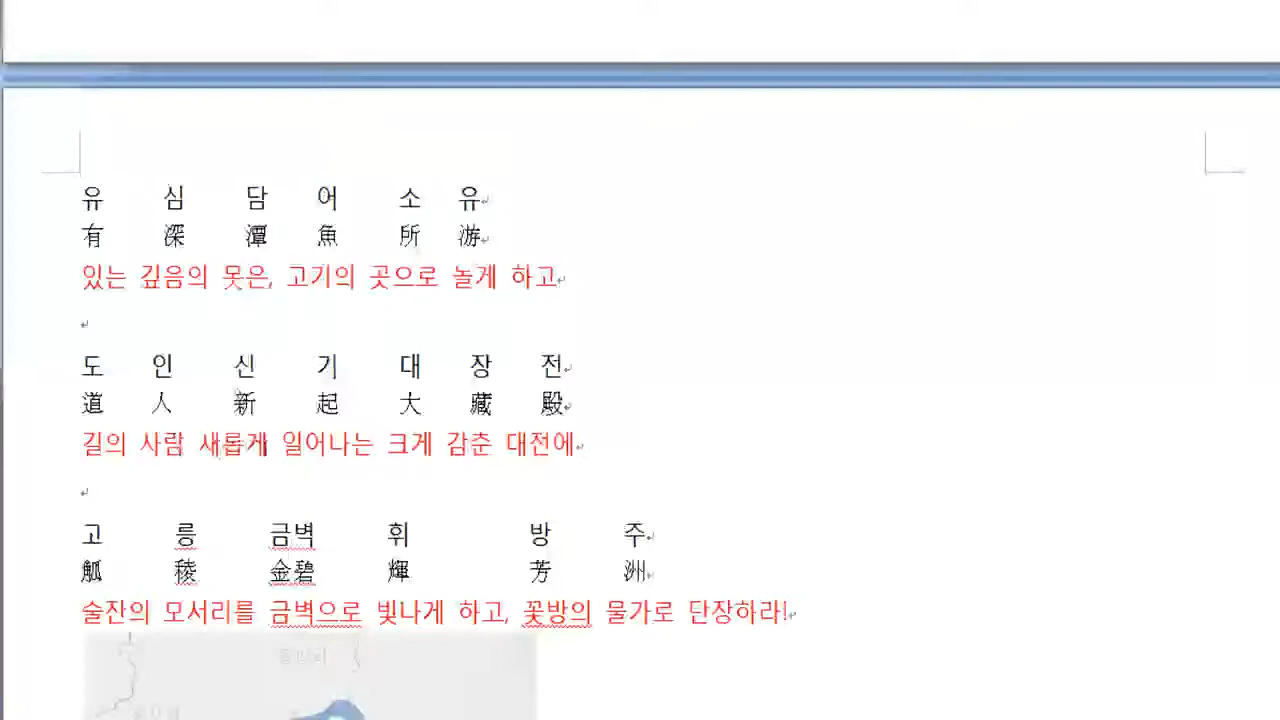 유 심 담 어 소 유
有 深 潭 魚 所 游
있는 깊음의 못은, 고기의 곳으로 놀게 하고
도 인 신 기 대 장 전
道 人 新 起 大 藏 殿
길의 사람 새롭게 일어나는 크게 감춘 대전에
고 릉 금벽 휘 방 주
觚 稜 金碧 輝 芳 洲
술잔의 모서리를 금벽으로 빛나게 하고, 꽃방의 물가로 단장하라!